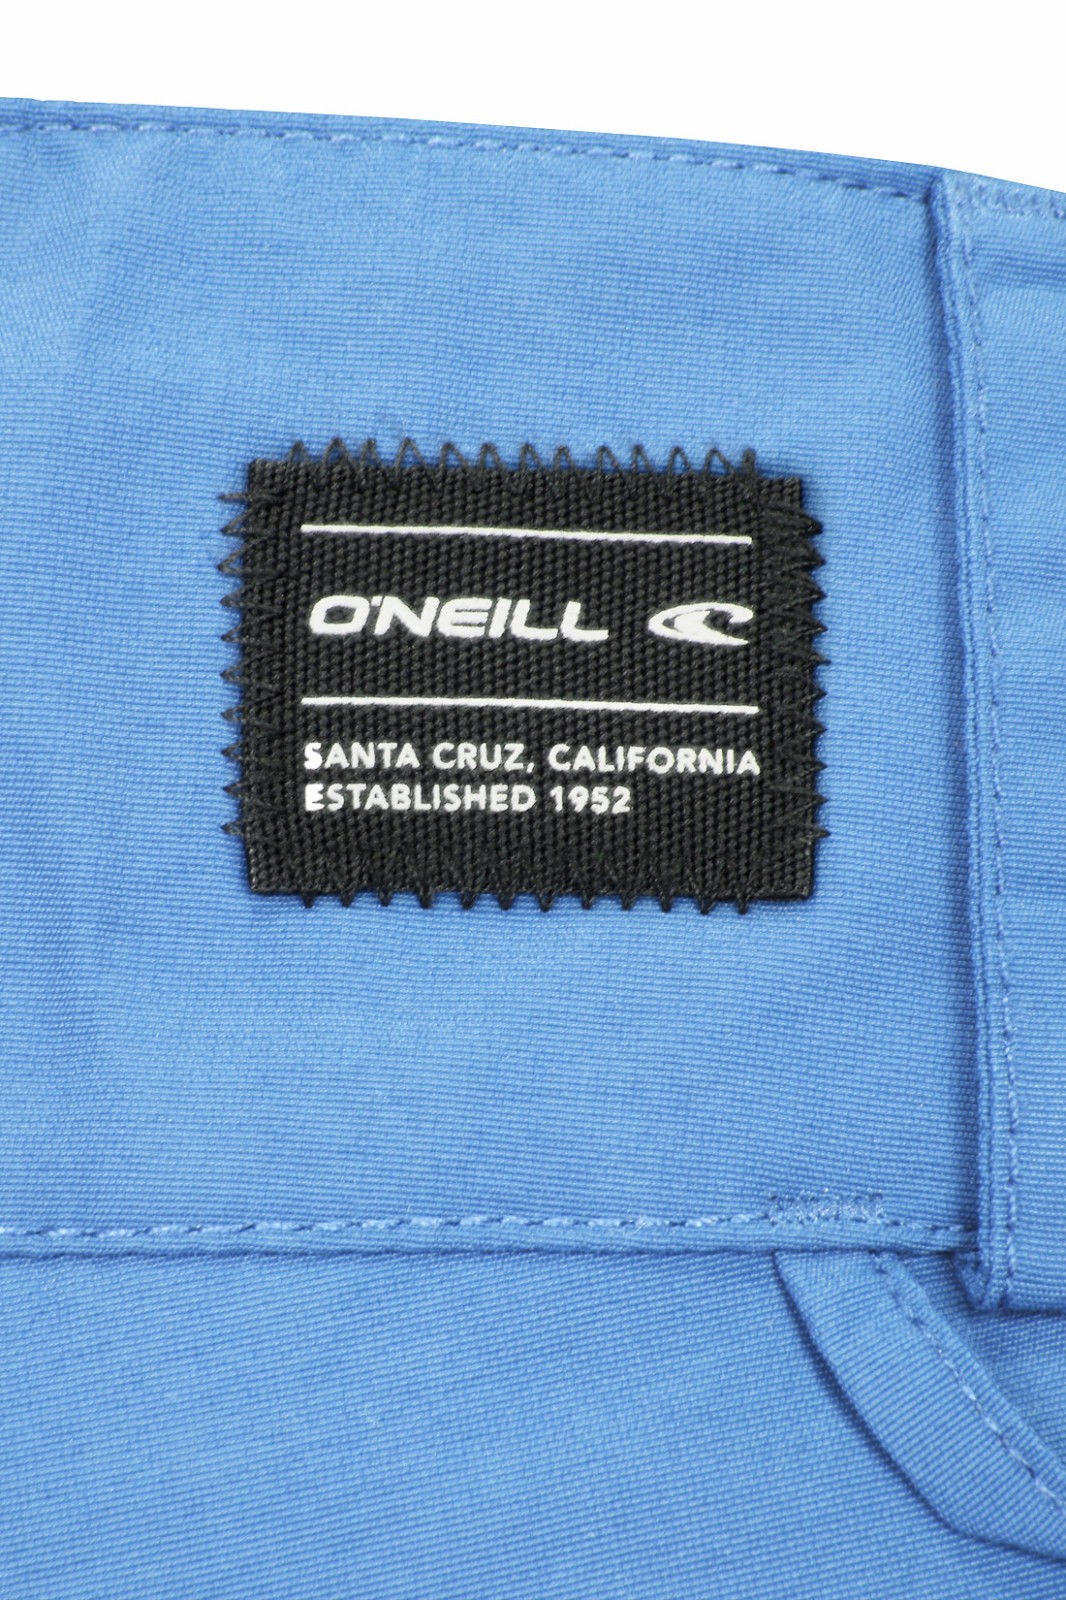 O'NEILL
SANTA CRUZ, CALIFORNIA
ESTABLISHED 1952